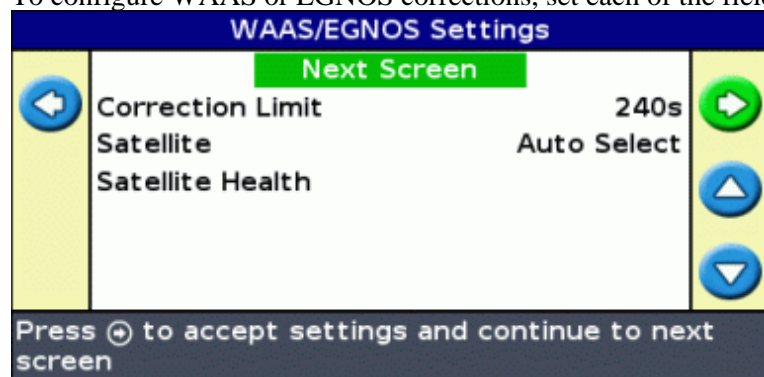 To configure WAAS or EGNOS corrections, set each of the fiel
WAAS/EGNOS Settings
Next Screen
Correction Limit 240s
Satellite Auto Select
Satellite Health
Press to accept settings and continue to next
screen